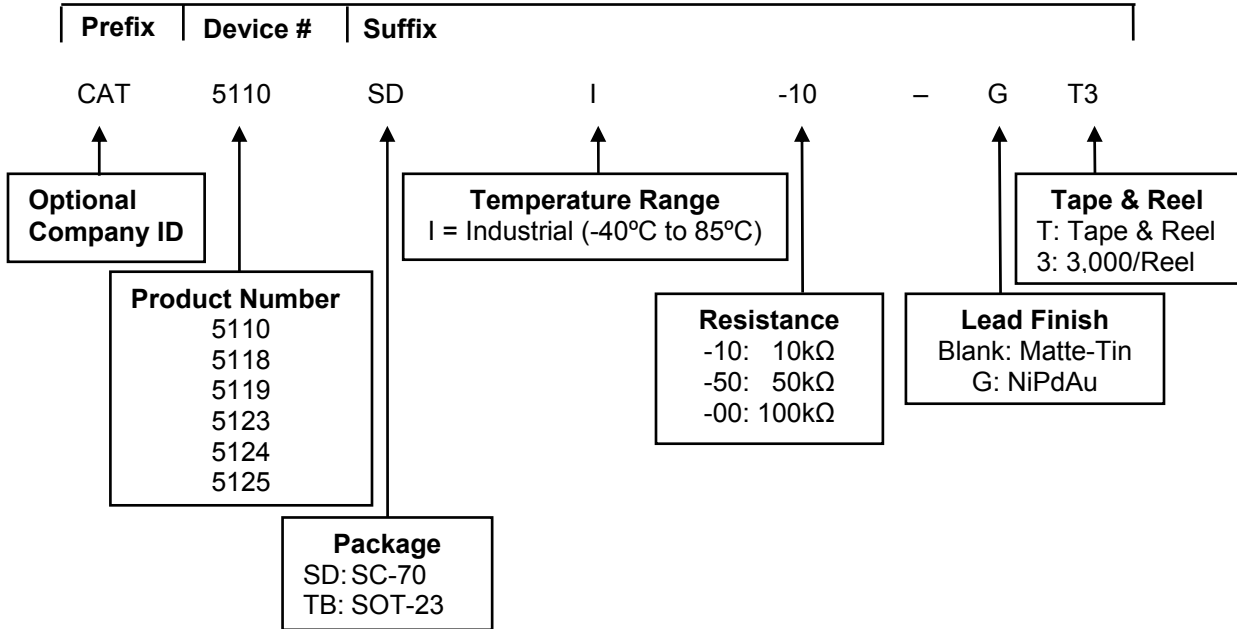 Prefix Device # Suffix
CAT 5110 SD I -10 – G T3
Optional
Company ID
Temperature Range
I = Industrial (-40ºC to 85ºC)
Tape & Reel
T: Tape & Reel
3: 3,000/Reel
Product Number
5110
5118
5119
5123
5124
5125
Resistance
-10: 10kΩ
-50: 50kΩ
-00: 100kΩ
Lead Finish
Blank: Matte-Tin
G: NiPdAu
Package
SD: SC-70
TB: SOT-23